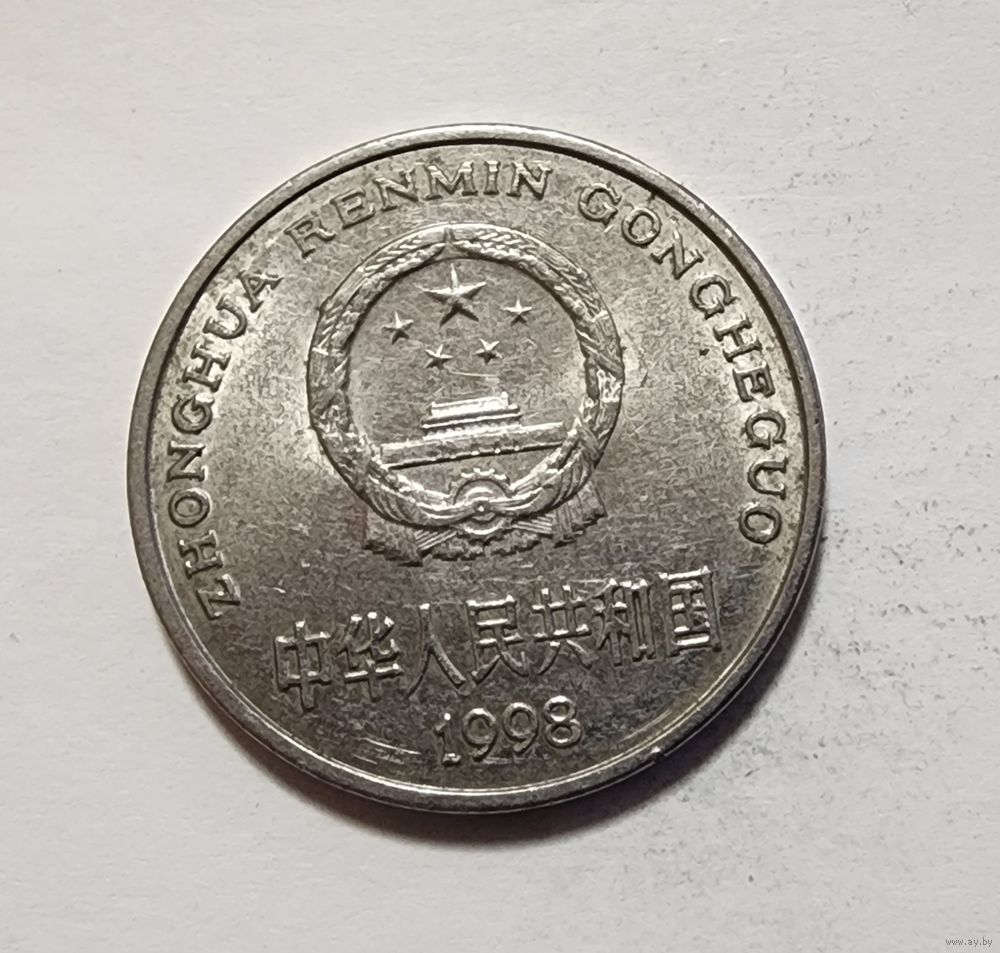 ZHONGHUA RENMIN GONGHEGUO
中华人民共和国
1998
www.ay.by